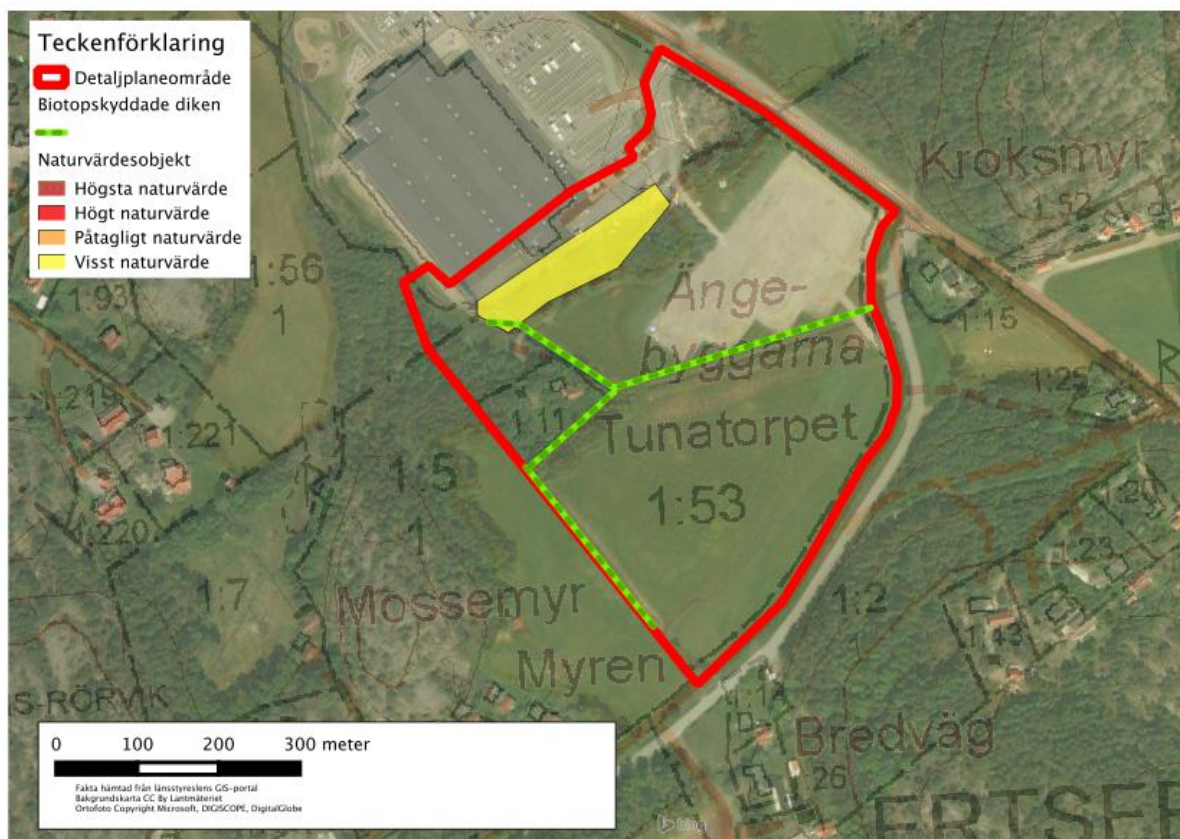 Teckenförklaring
Detaljplaneområde
Biotopskyddade diken
Naturvärdesobjekt
Högsta naturvärde
Högt naturvärde
Påtagligt naturvärde
Visst naturvärde
Kroksmyr
1:52
1:56
1
1:93
Änge-
byggarna
1:15
1:25
1:219
1:221
1:11
Tunatorpet
1:5
1
1:53
1:20
1:220
1:23
1:7
Mossemyr
1:2
1
1:43
Myren
S-RÖRVIK
1:14
Bredväg
26
0 100 200 300 meter
Fakta hämtad från länsstyrelsens GIS-portal
Bakgrundskarta CC By Lantmäteriet
Ortofoto Copyright Microsoft, DIGISCOPE, DigitalGlobe
bing